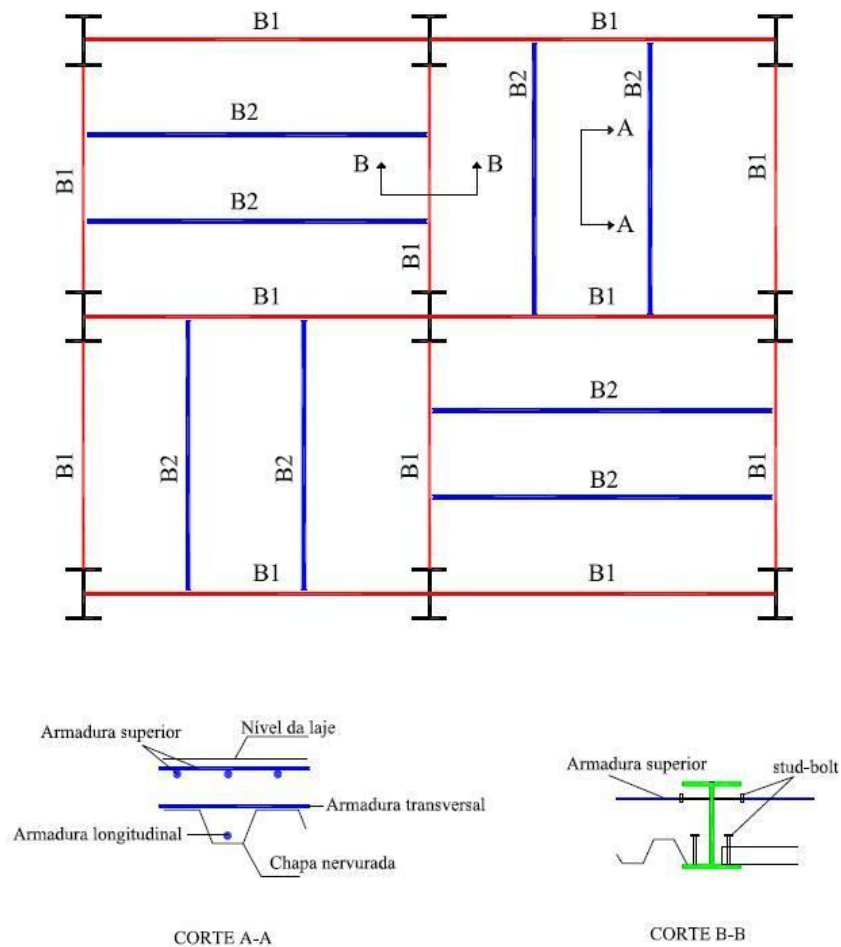 B1
B1
B2
B2
B2
A
B
B
A
B1
B1
B2
B1
B1
B1
B2
B2
B2
B1
B1
B1
B2
B1
B1
Armadura superior
Nível da laje
Armadura transversal
Armadura longitudinal
Chapa nervurada
CORTE A-A
Armadura superior
stud-bolt
CORTE B-B